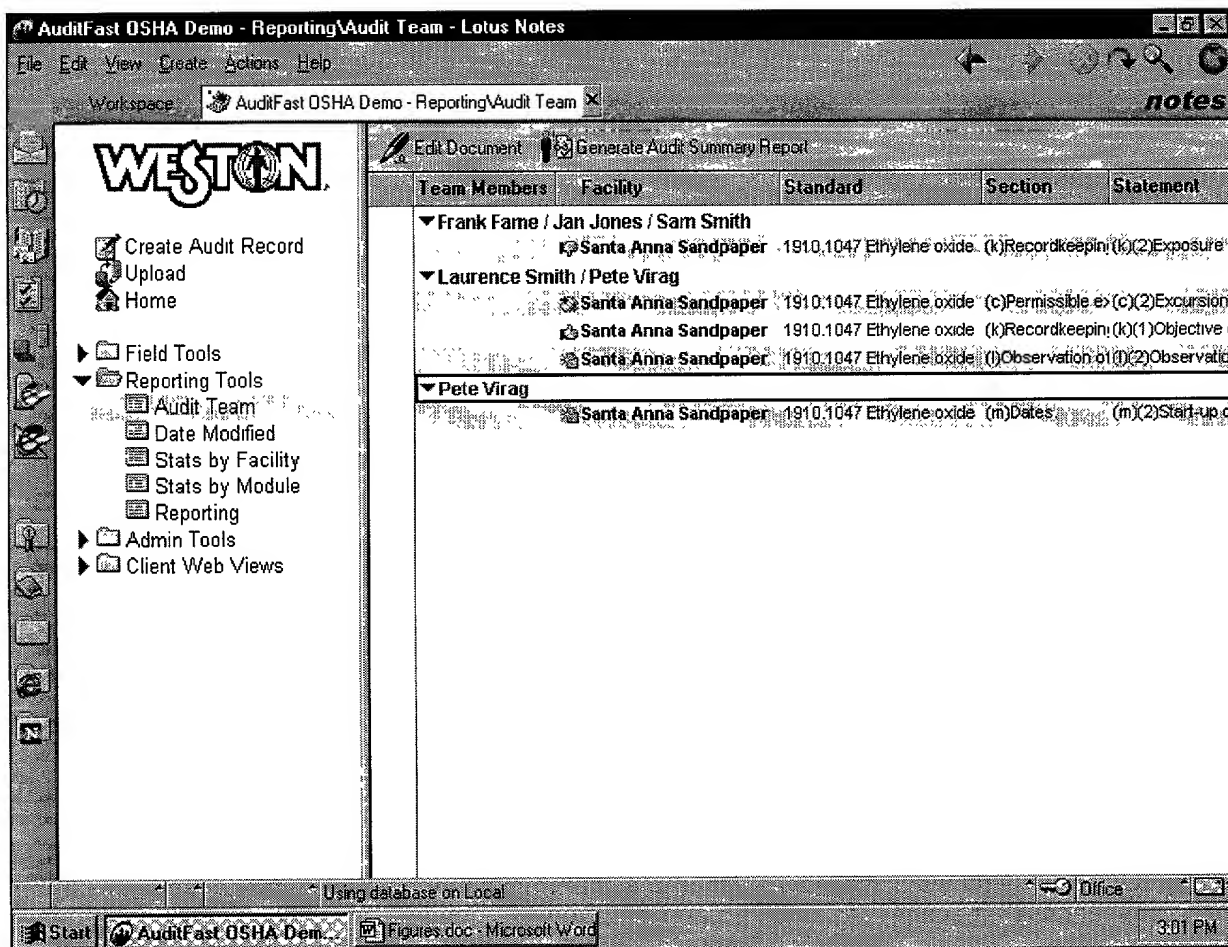 AuditFast OSHA Demo - Reporting\Audit Team - Lotus Notes
File Edit View Create Actions Help
Workspace AuditFast OSHA Demo - Reporting\Audit Team
notes
WESTON
Create Audit Record
Upload
Home
Field Tools
Reporting Tools
Audit Team
Date Modified
Stats by Facility
Stats by Module
Reporting
Admin Tools
Client Web Views
Edit Document Generate Audit Summary Report
Team Members Facility Standard Section Statement
Frank Fame / Jan Jones / Sam Smith
Santa Anna Sandpaper 1910.1047 Ethylene oxide (k)Recordkeepin (k)(2)Exposure
Laurence Smith / Pete Virag
Santa Anna Sandpaper 1910.1047 Ethylene oxide (c)Permissible e (c)(2)Excursion
Santa Anna Sandpaper 1910.1047 Ethylene oxide (k)Recordkeepin (k)(1)Objective
Santa Anna Sandpaper 1910.1047 Ethylene oxide (l)Observation o (l)(2)Observatio
Pete Virag
Santa Anna Sandpaper 1910.1047 Ethylene oxide (m)Dates (m)(2)Start-up
Using database on Local
Office
Start AuditFast OSHA Dem... Figures.doc - Microsoft Word 3:01 PM